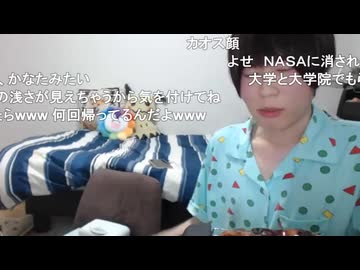 カオス顔
よせ NASAに消され
、かなたみたい
大学と大学院でも
の浅さが見えちゃうから気を付けてね
たらwww 何回帰ってるんだよwww